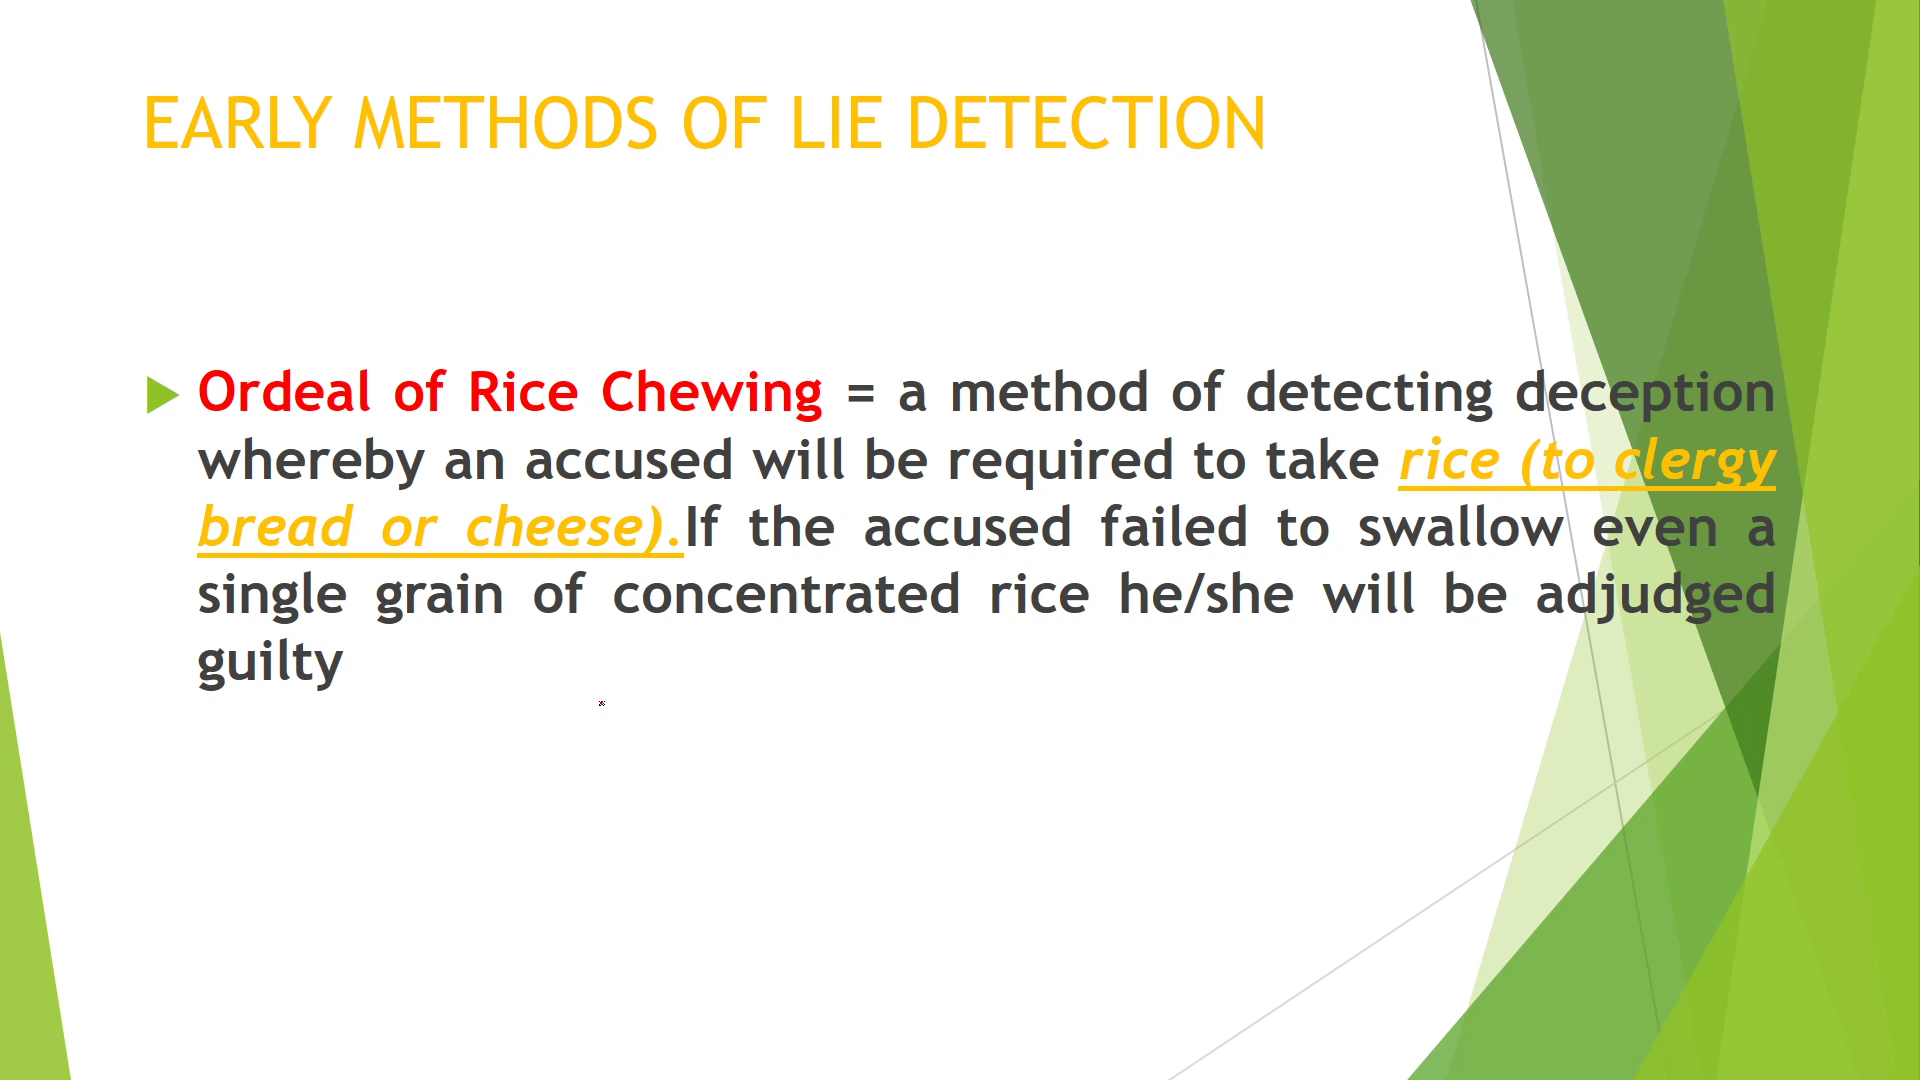 EARLY METHODS OF LIE DETECTION
Ordeal of Rice Chewing = a method of detecting deception
whereby an accused will be required to take rice (to clergy
bread or cheese).If the accused failed to swallow even a
single grain of concentrated rice he/she will be adjudged
guilty